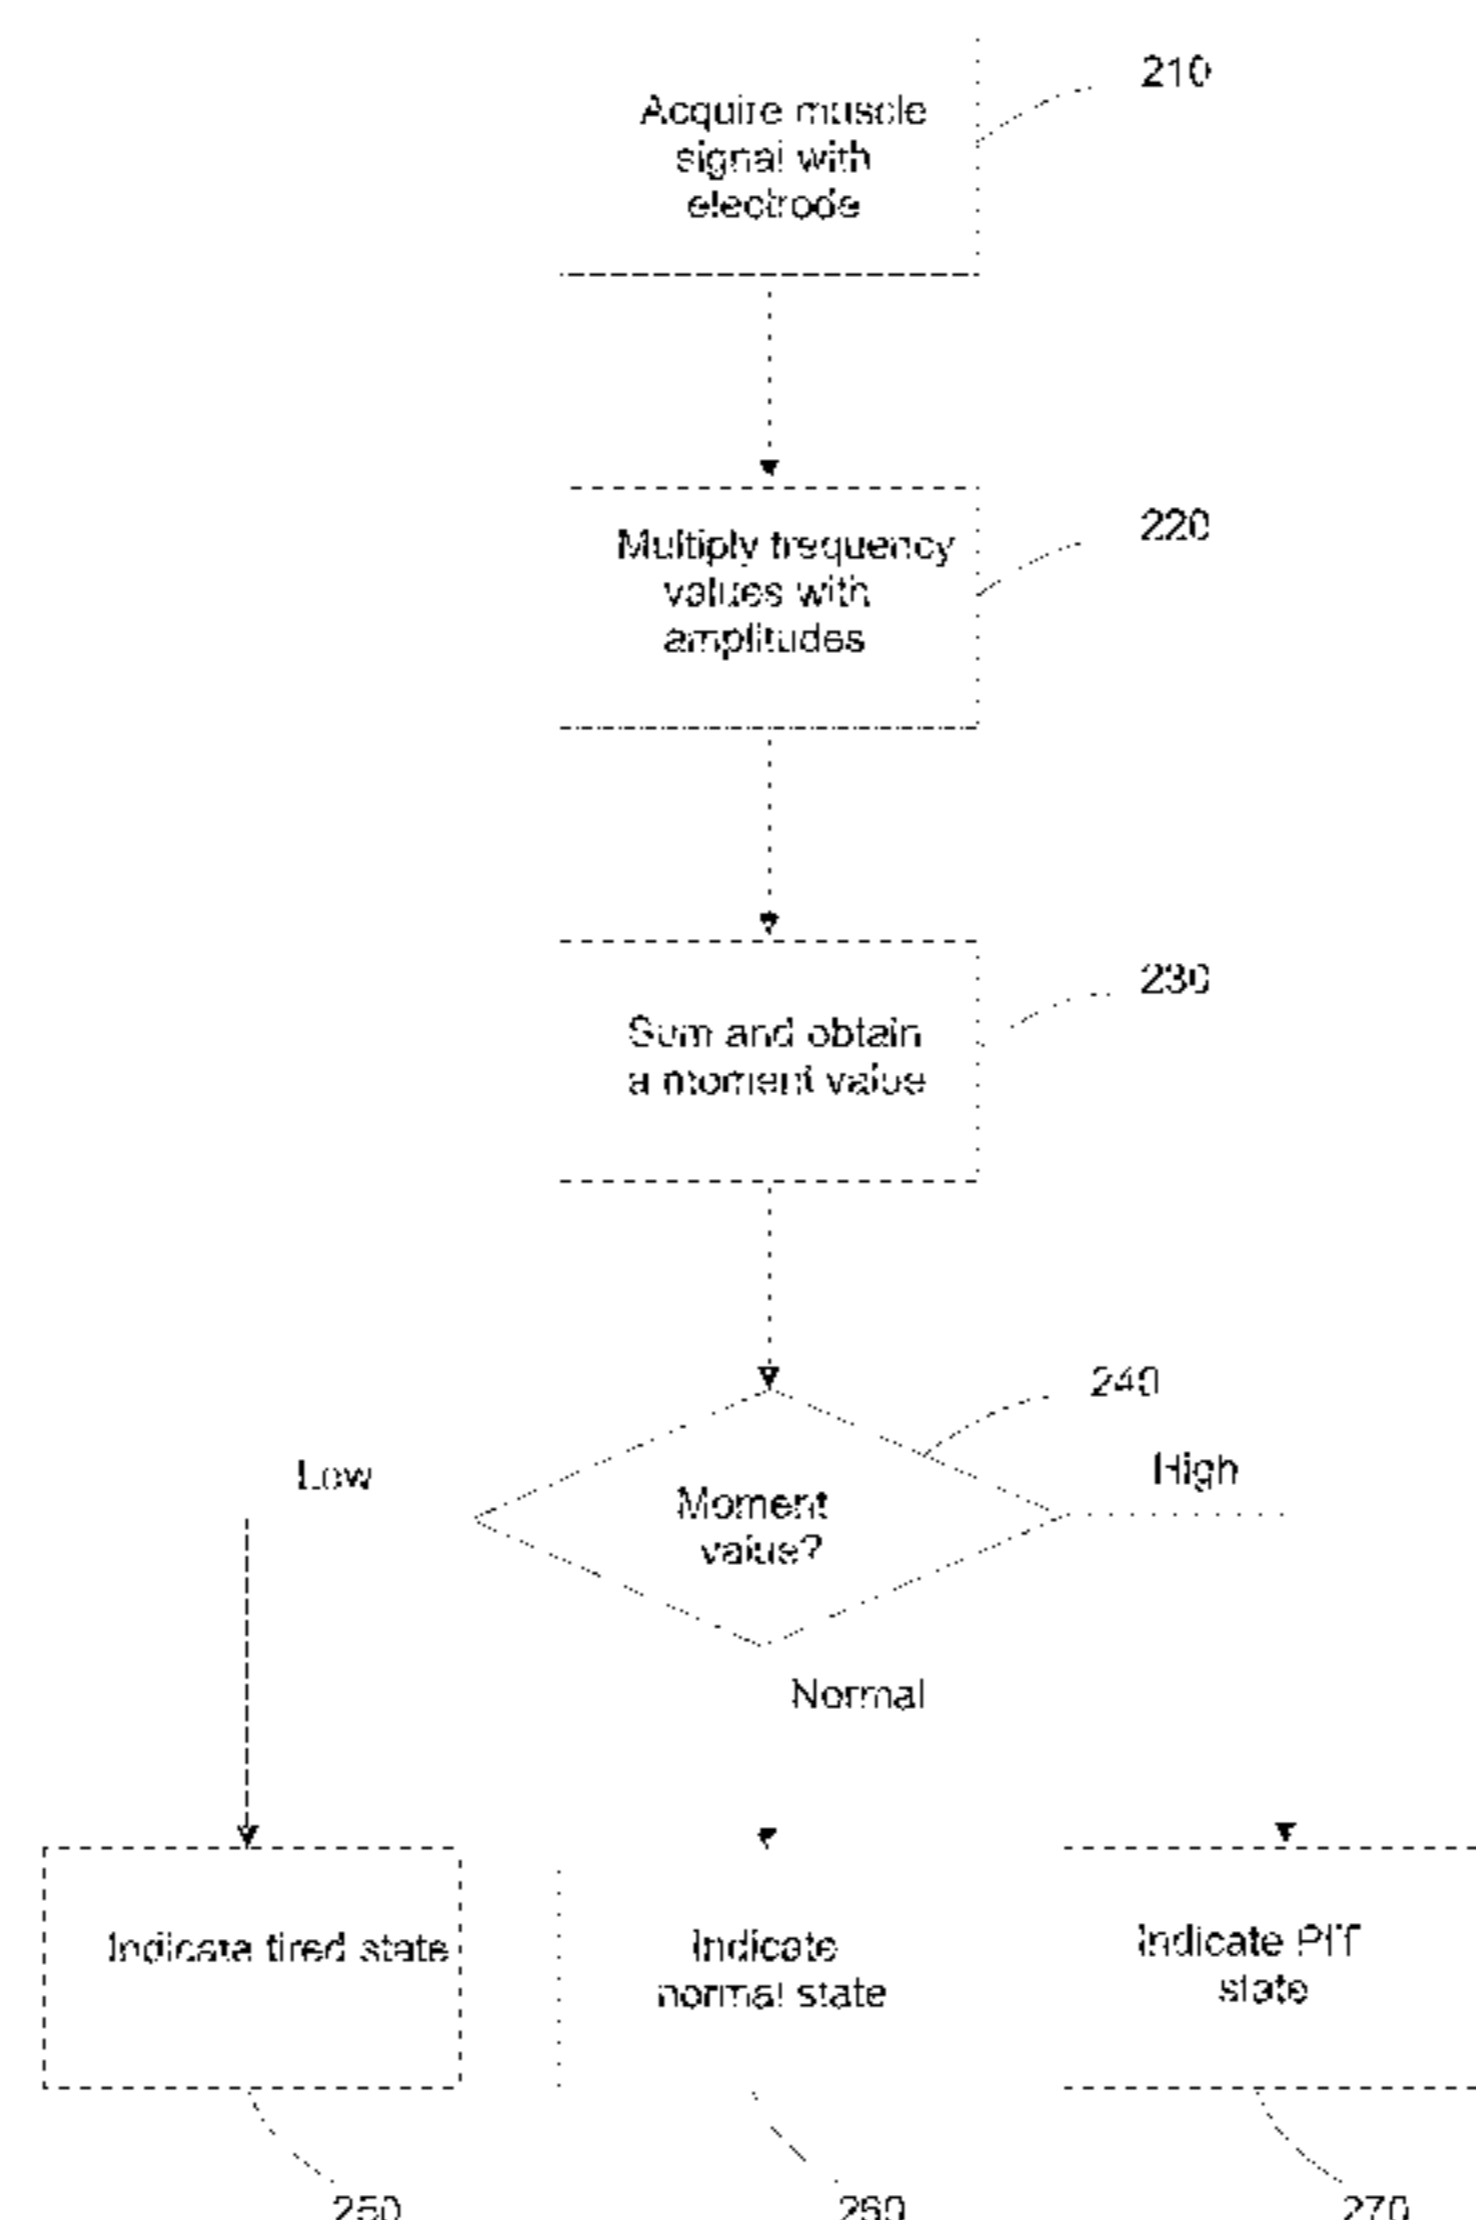 210
Acquire muscle
signal with
electrode
220
Multiply frequency
values with
amplitudes
230
Sum and obtain
a moment value
240
Low
High
Moment
value?
Normal
Indicate tired state
Indicate
normal state
Indicate
state
250
260
270